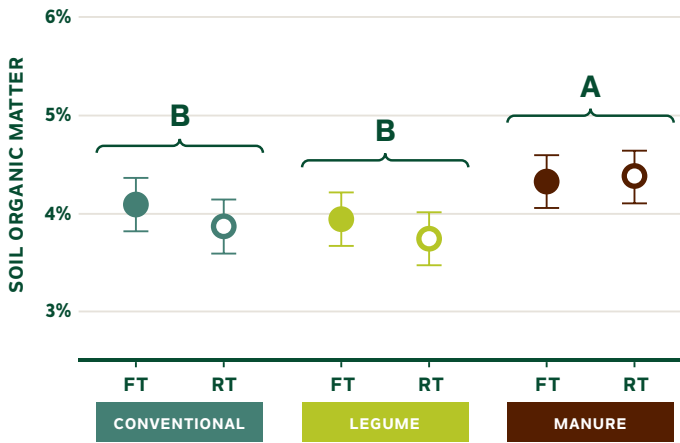 6%
5%
4%
3%
SOIL ORGANIC MATTER
B
B
A
FT RT FT RT FT RT
CONVENTIONAL LEGUME MANURE